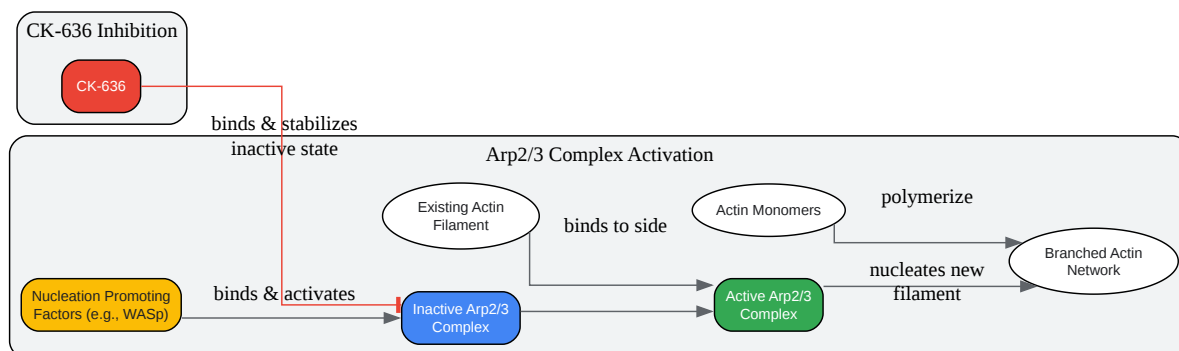 CK-636 Inhibition
CK-636
binds & stabilizes
inactive state
Arp2/3 Complex Activation
Existing Actin
Filament
binds to side
Actin Monomers
polymerize
Branched Actin
Network
Nucleation Promoting
Factors (e.g., WASp)
binds & activates
Inactive Arp2/3
Complex
Active Arp2/3
Complex
nucleates new
filament